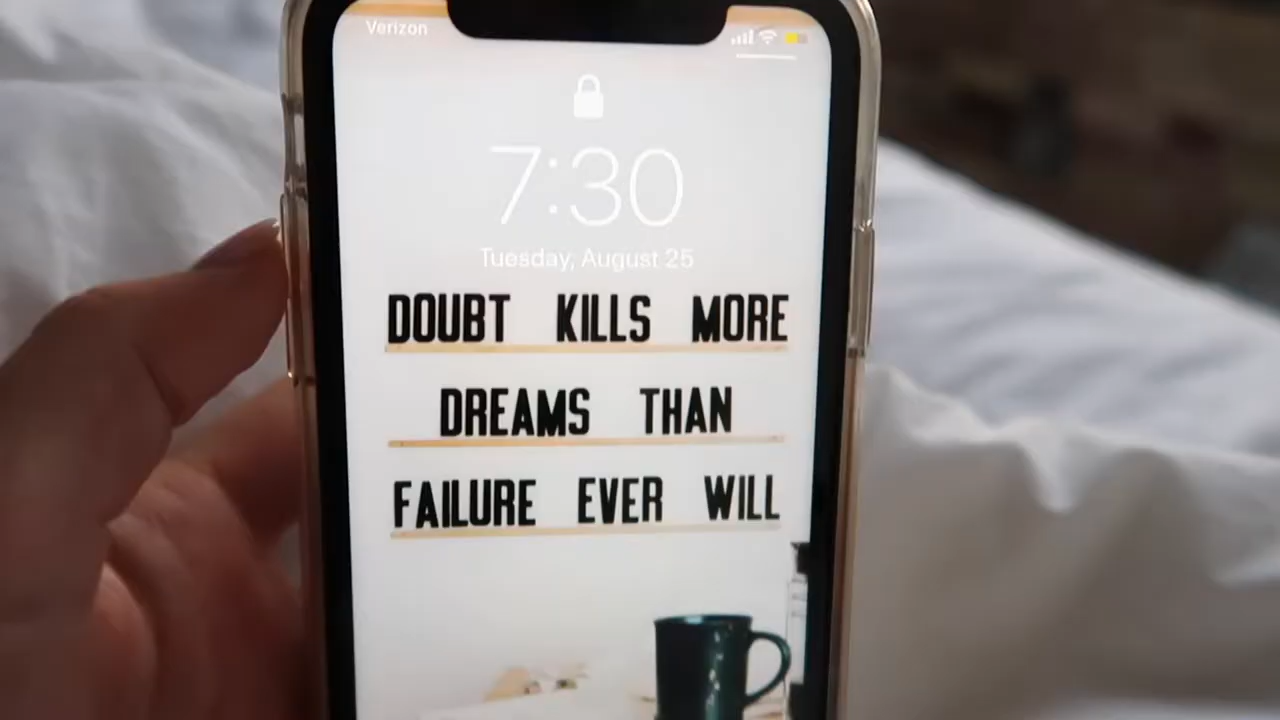 Verizon
7:30
Tuesday, August 25
DOUBT KILLS MORE
DREAMS THAN
FAILURE EVER WILL